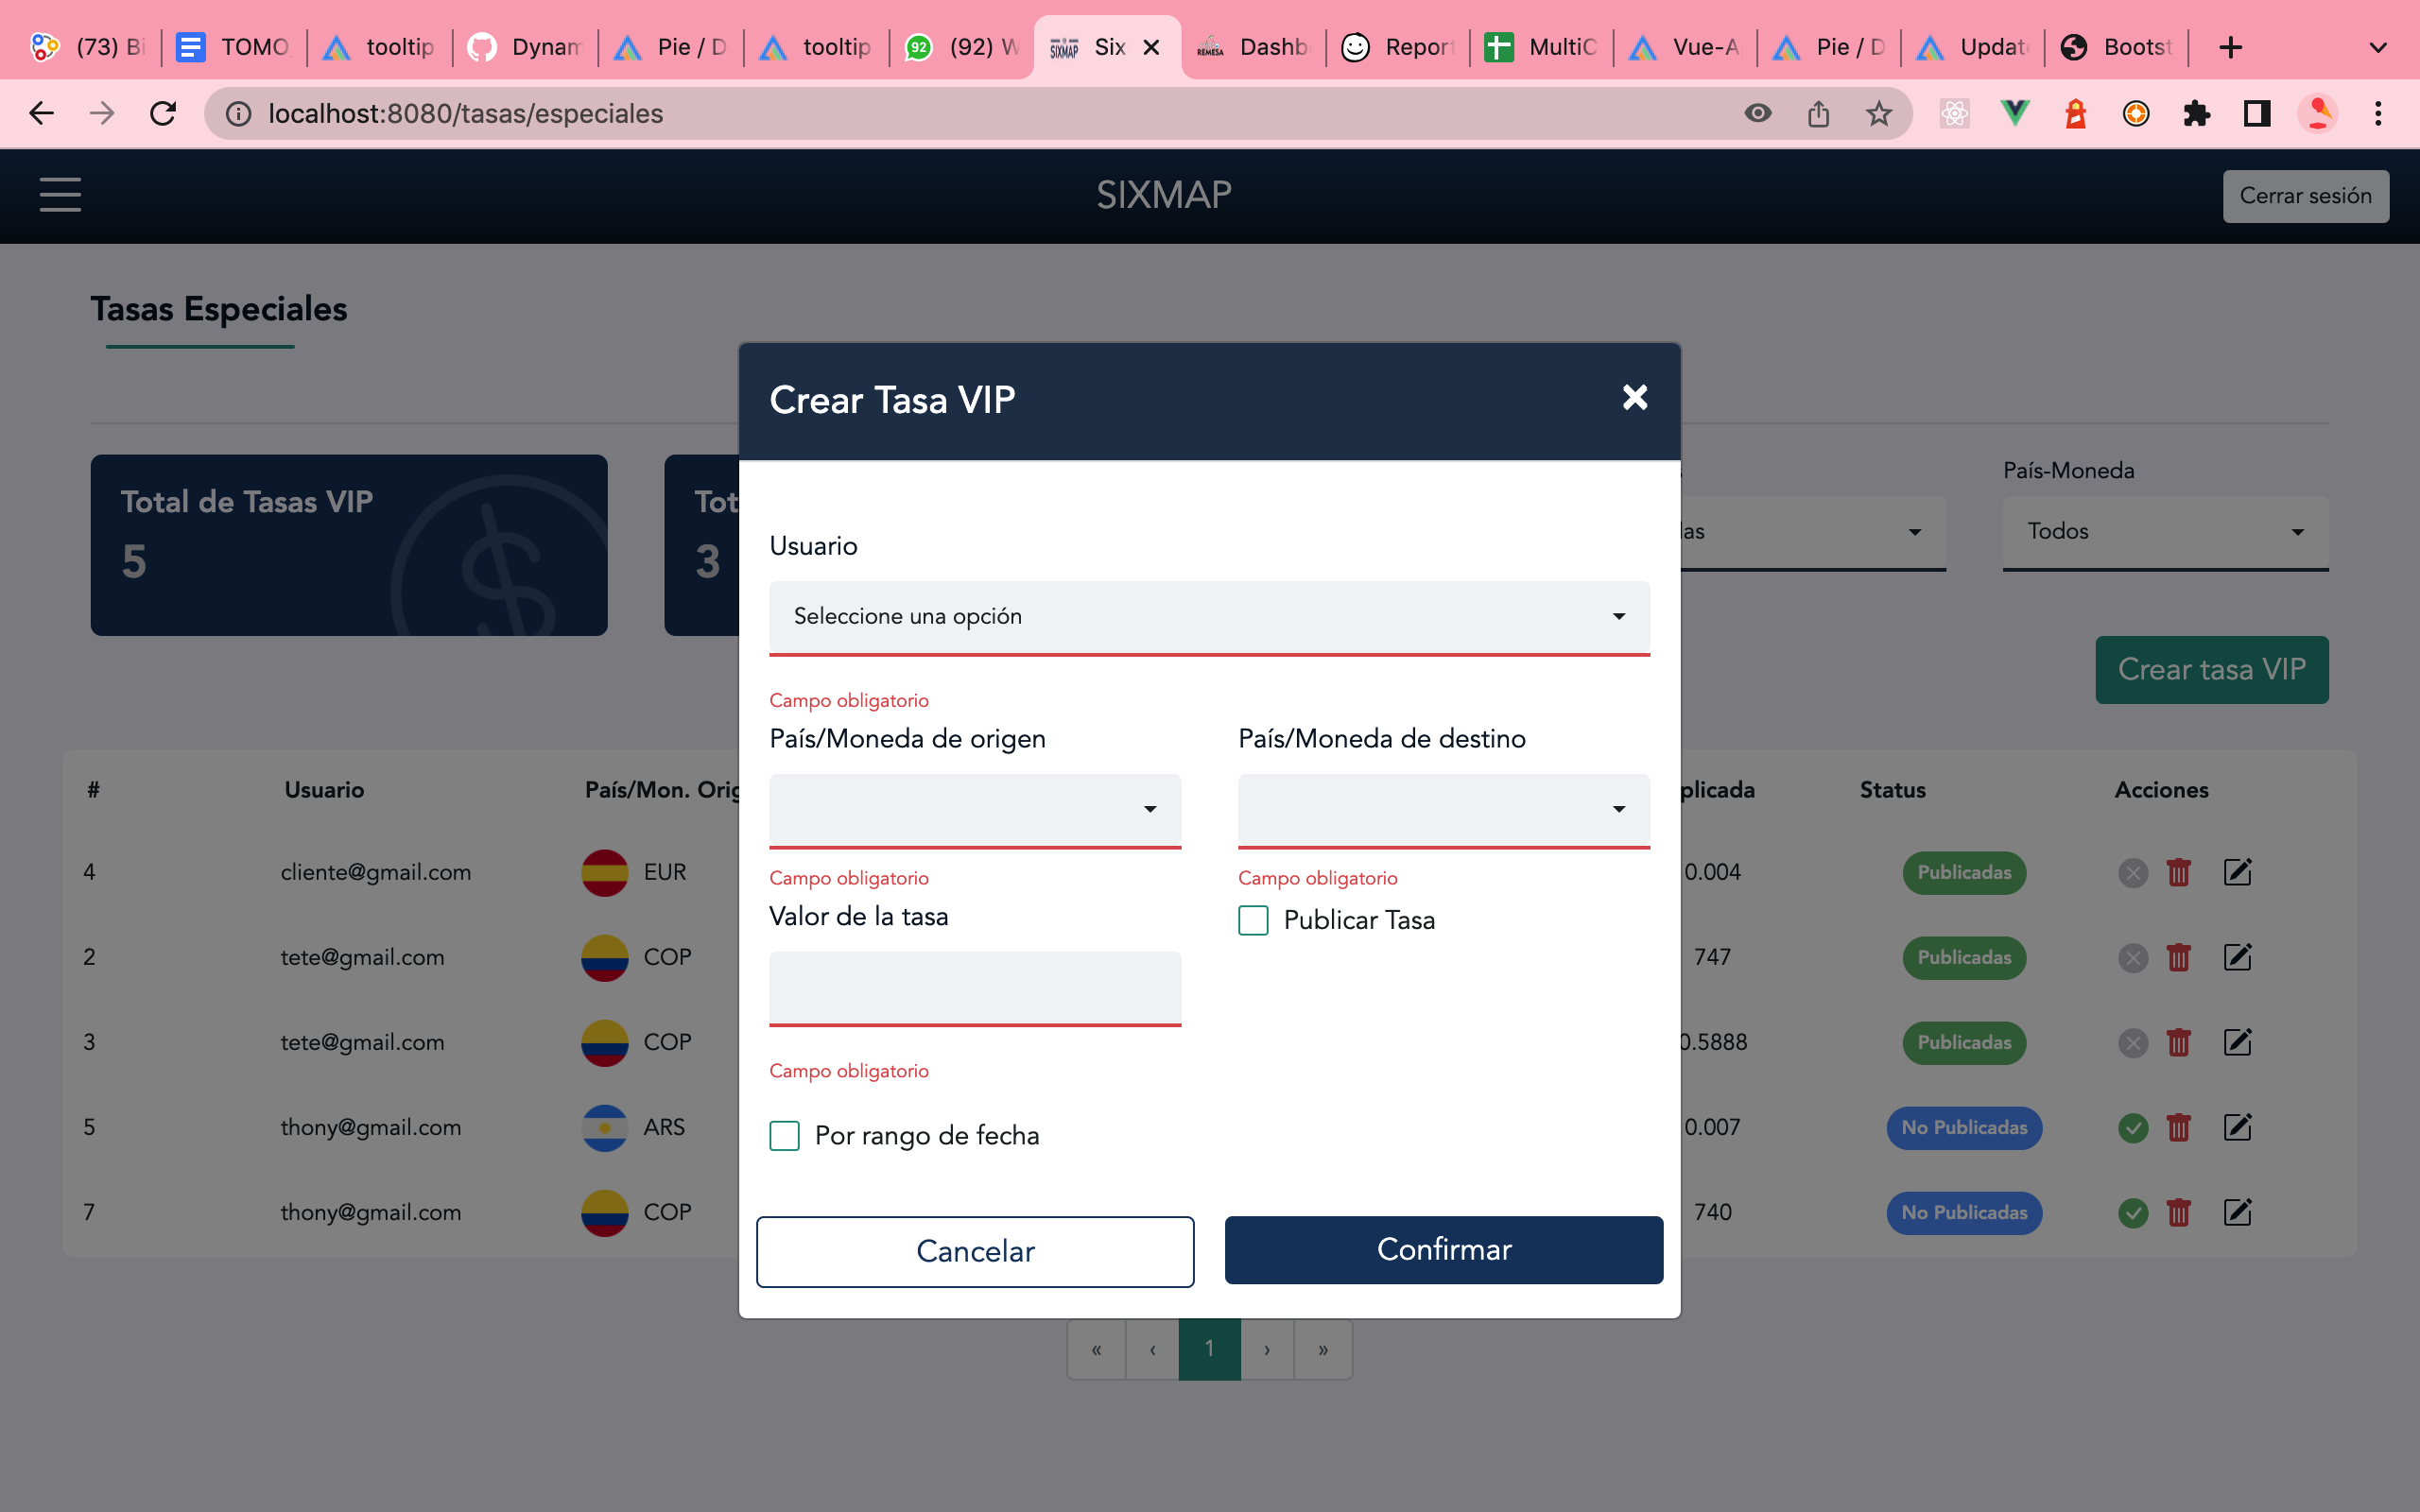 (73) Bi
TOMO
tooltip
Dynam
Pie / D
tooltip
92
(92) W
SIXMAP
Six
REMESA
Dashb
Report
MultiC
Vue-A
Pie / D
Updat
Bootst
localhost:8080/tasas/especiales
SIXMAP
Cerrar sesión
Tasas Especiales
Total de Tasas VIP
5
Tot
3
las
País-Moneda
Todos
Crear tasa VIP
Crear Tasa VIP
Usuario
Seleccione una opción
Campo obligatorio
País/Moneda de origen
País/Moneda de destino
Campo obligatorio
Campo obligatorio
Valor de la tasa
Publicar Tasa
Campo obligatorio
Por rango de fecha
Cancelar
Confirmar
# Usuario País/Mon. Orig plicada Status Acciones
4 cliente@gmail.com EUR 0.004 Publicadas
2 tete@gmail.com COP 747 Publicadas
3 tete@gmail.com COP 0.5888 Publicadas
5 thony@gmail.com ARS 0.007 No Publicadas
7 thony@gmail.com COP 740 No Publicadas
« ‹ 1 › »